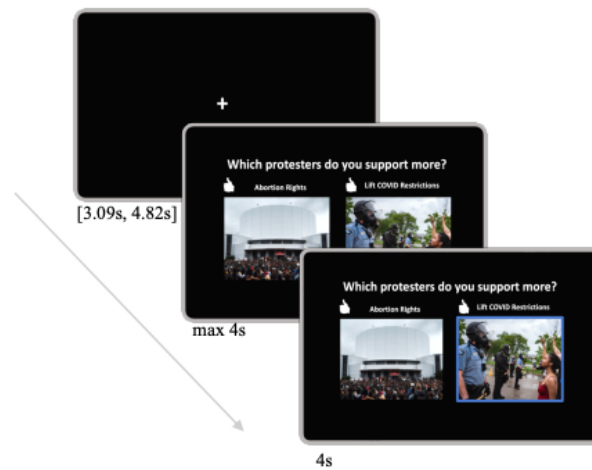 +
[3.09s, 4.82s]
Which protesters do you support more?
Abortion Rights
Lift COVID Restrictions
max 4s
Which protesters do you support more?
Abortion Rights
Lift COVID Restrictions
4s